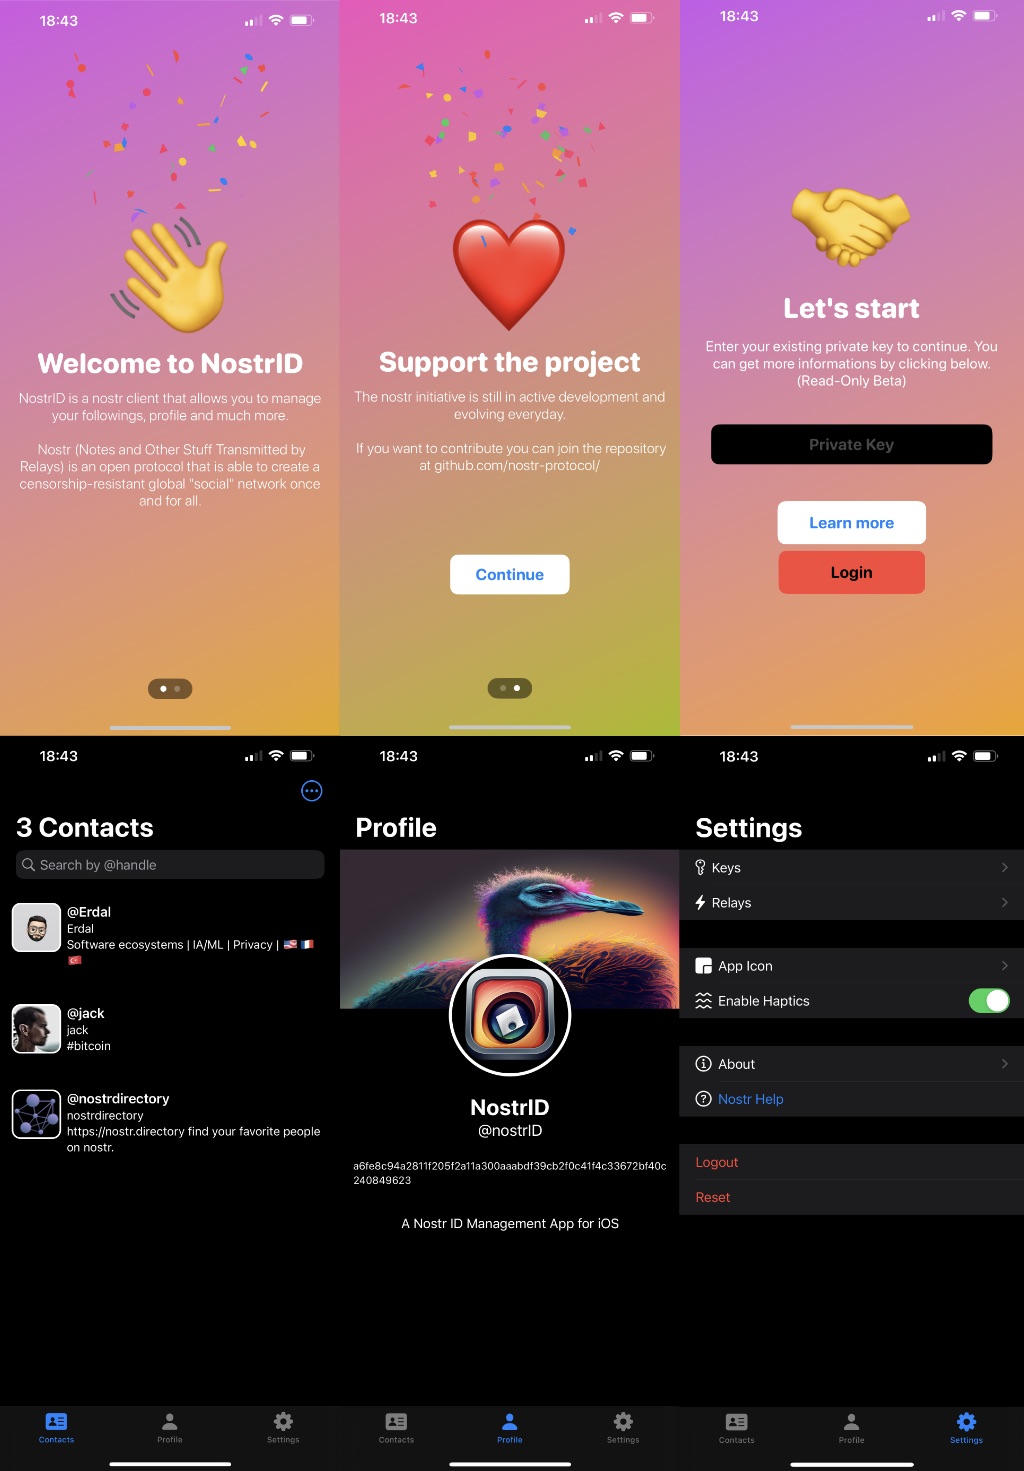 18:43
Welcome to NostrID
NostrID is a nostr client that allows you to manage
your followings, profile and much more.
Nostr (Notes and Other Stuff Transmitted by
Relays) is an open protocol that is able to create a
censorship-resistant global "social" network once
and for all.
18:43
Support the project
The nostr initiative is still in active development and
evolving everyday.
If you want to contribute you can join the repository
at github.com/nostr-protocol/
Continue
18:43
Let's start
Enter your existing private key to continue. You
can get more informations by clicking below.
(Read-Only Beta)
Private Key
Learn more
Login
18:43
3 Contacts
Search by @handle
@Erdal
Erdal
Software ecosystems | IA/ML | Privacy | 🇺🇸 🇫🇷
🇹🇷
@jack
jack
#bitcoin
@nostrdirectory
nostrdirectory
https://nostr.directory find your favorite people
on nostr.
Contacts
Profile
Settings
18:43
Profile
NostrID
@nostrID
a6fe8c94a2811f205f2a11a300aaabdf39cb2f0c41f4c33672bf40c
240849623
A Nostr ID Management App for iOS
Contacts
Profile
Settings
18:43
Settings
Keys
Relays
App Icon
Enable Haptics
About
Nostr Help
Logout
Reset
Contacts
Profile
Settings